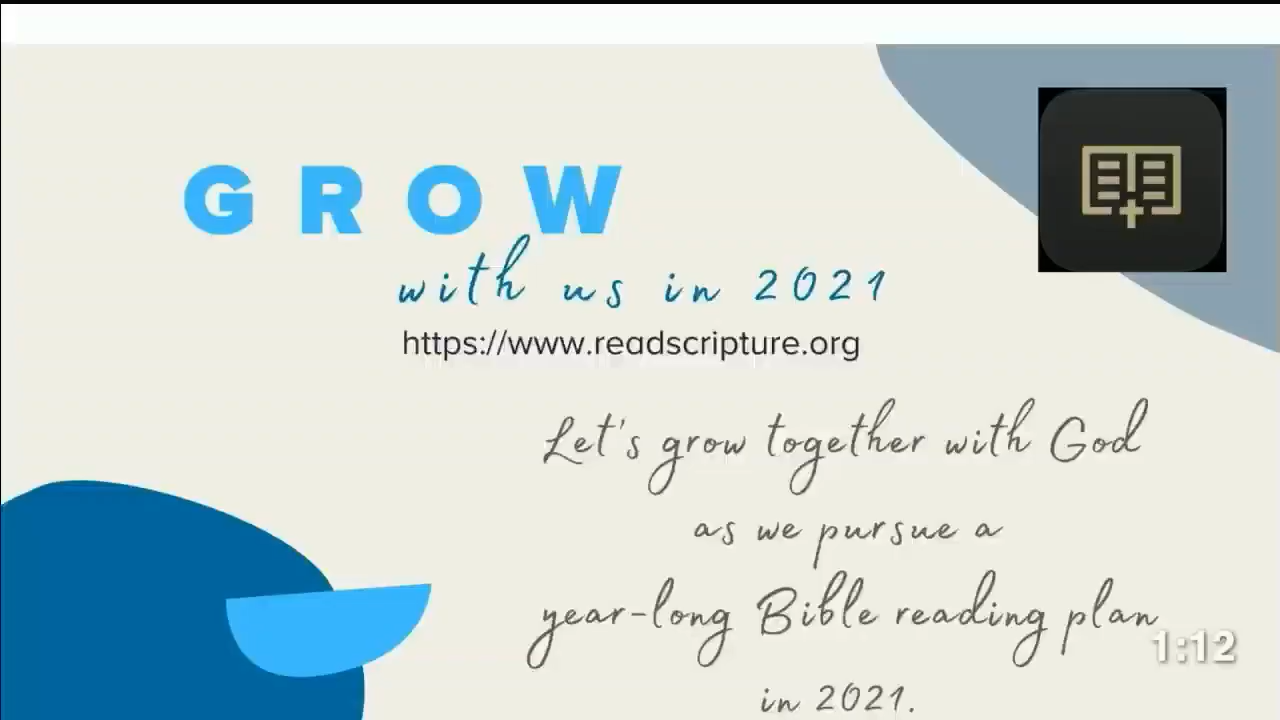 GROW
with us in 2021
https://www.readscripture.org
Let's grow together with God
as we pursue a
year-long Bible reading plan
1:12
in 2021.